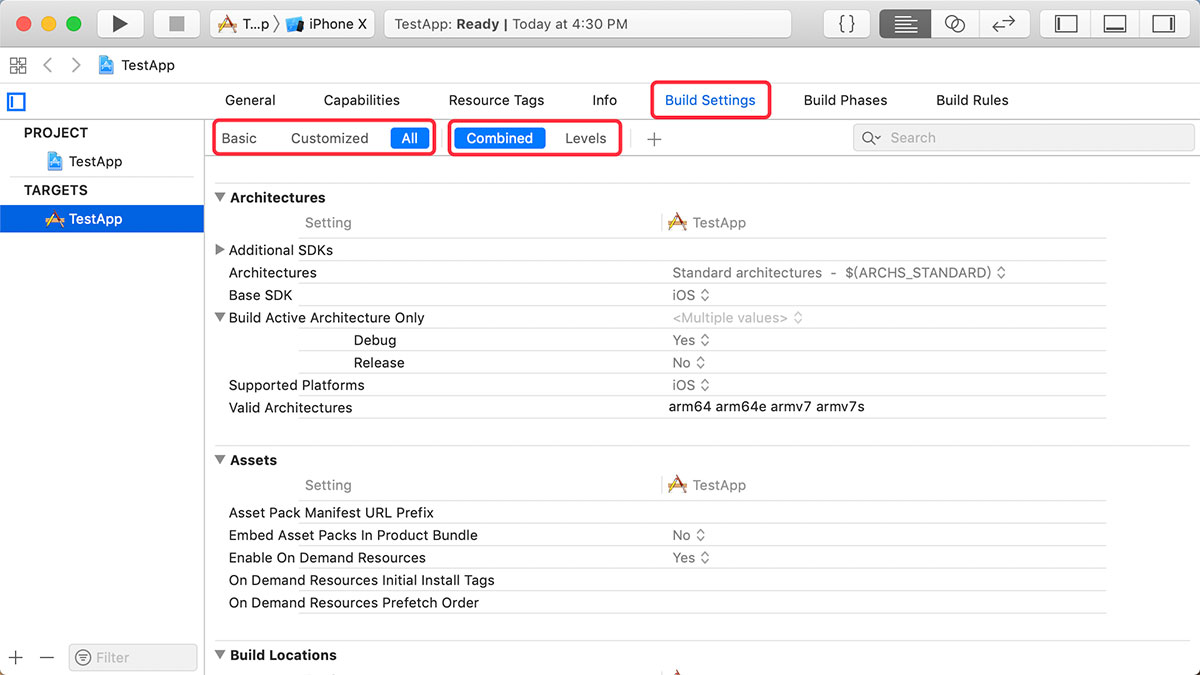 T...p iPhone X TestApp: Ready | Today at 4:30 PM { }
TestApp
General Capabilities Resource Tags Info Build Settings Build Phases Build Rules
PROJECT
TestApp
TARGETS
TestApp
Basic Customized All Combined Levels + Search
Architectures
Setting TestApp
Additional SDKs
Architectures Standard architectures - $(ARCHS_STANDARD)
Base SDK iOS
Build Active Architecture Only <Multiple values>
Debug Yes
Release No
Supported Platforms iOS
Valid Architectures arm64 arm64e armv7 armv7s
Assets
Setting TestApp
Asset Pack Manifest URL Prefix
Embed Asset Packs In Product Bundle No
Enable On Demand Resources Yes
On Demand Resources Initial Install Tags
On Demand Resources Prefetch Order
Build Locations
Filter